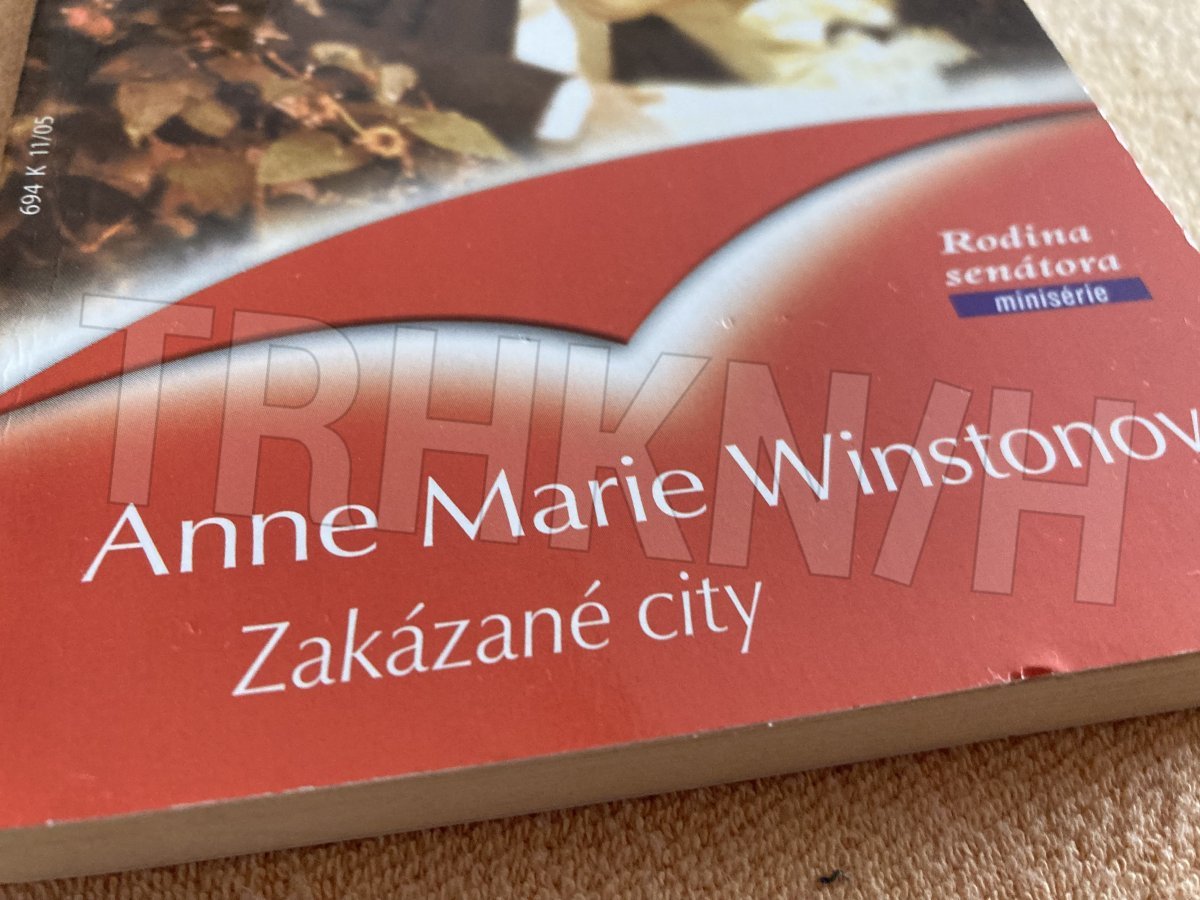 694 K 11/05
Rodina
senátora
minisérie
TRHKNIH
Anne Marie Winstonov
Zakázané city